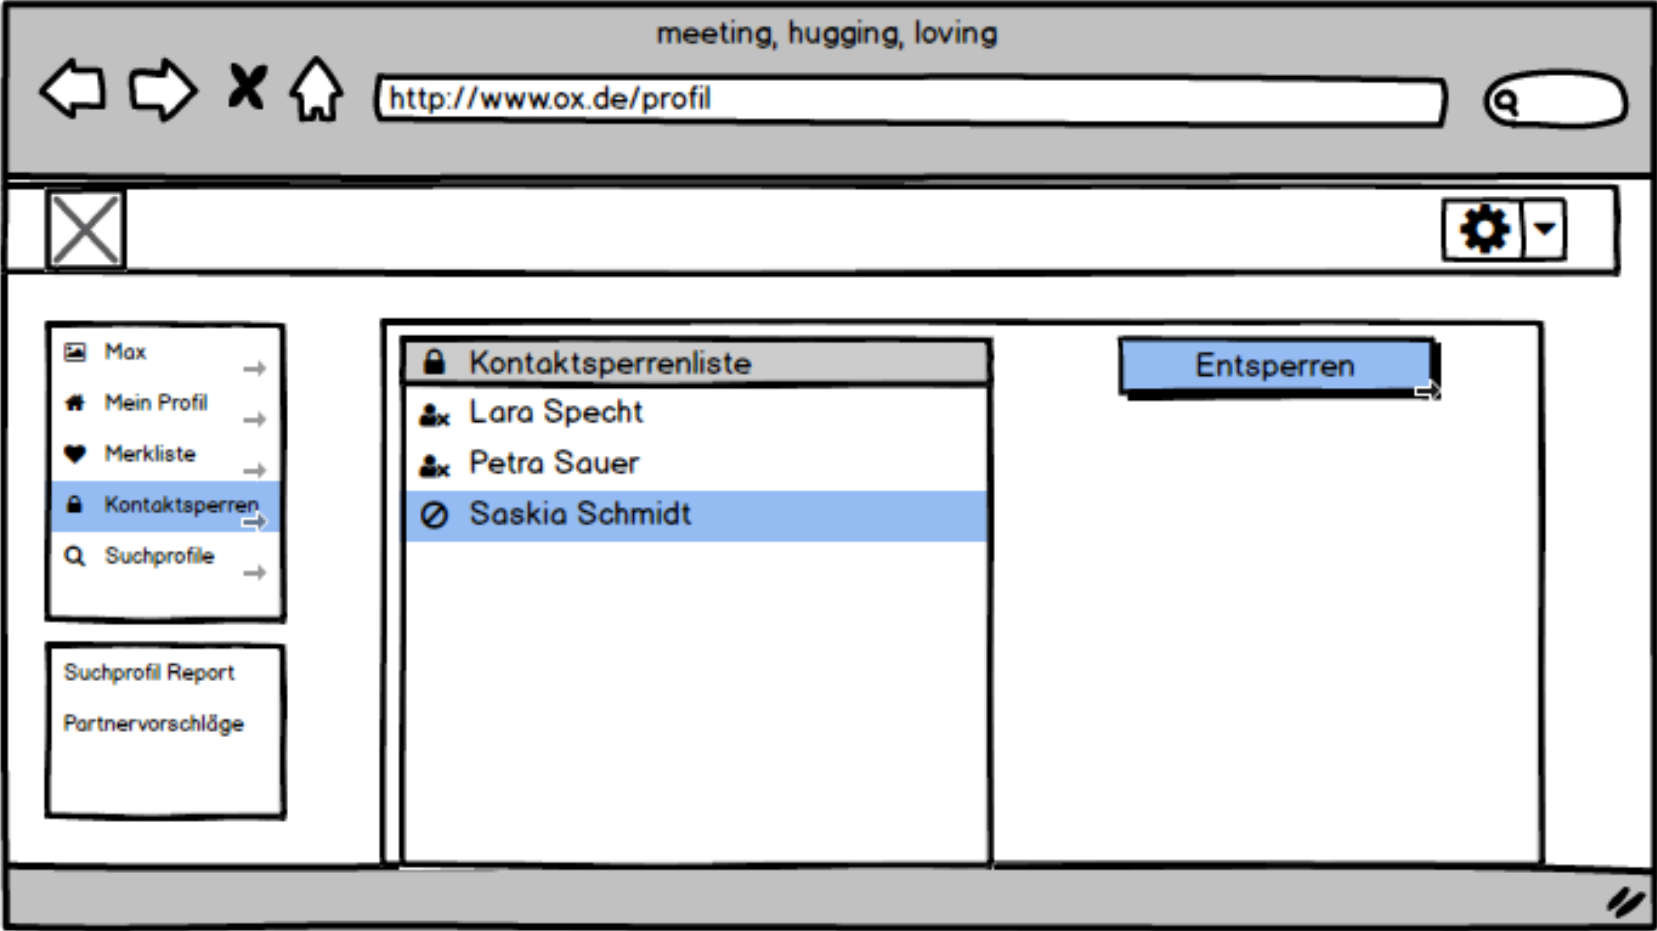 meeting, hugging, loving
http://www.ox.de/profil
Max
Mein Profil
Merkliste
Kontaktsperren
Suchprofile
Suchprofil Report
Partnervorschläge
Kontaktsperrenliste
Lara Specht
Petra Sauer
Saskia Schmidt
Entsperren